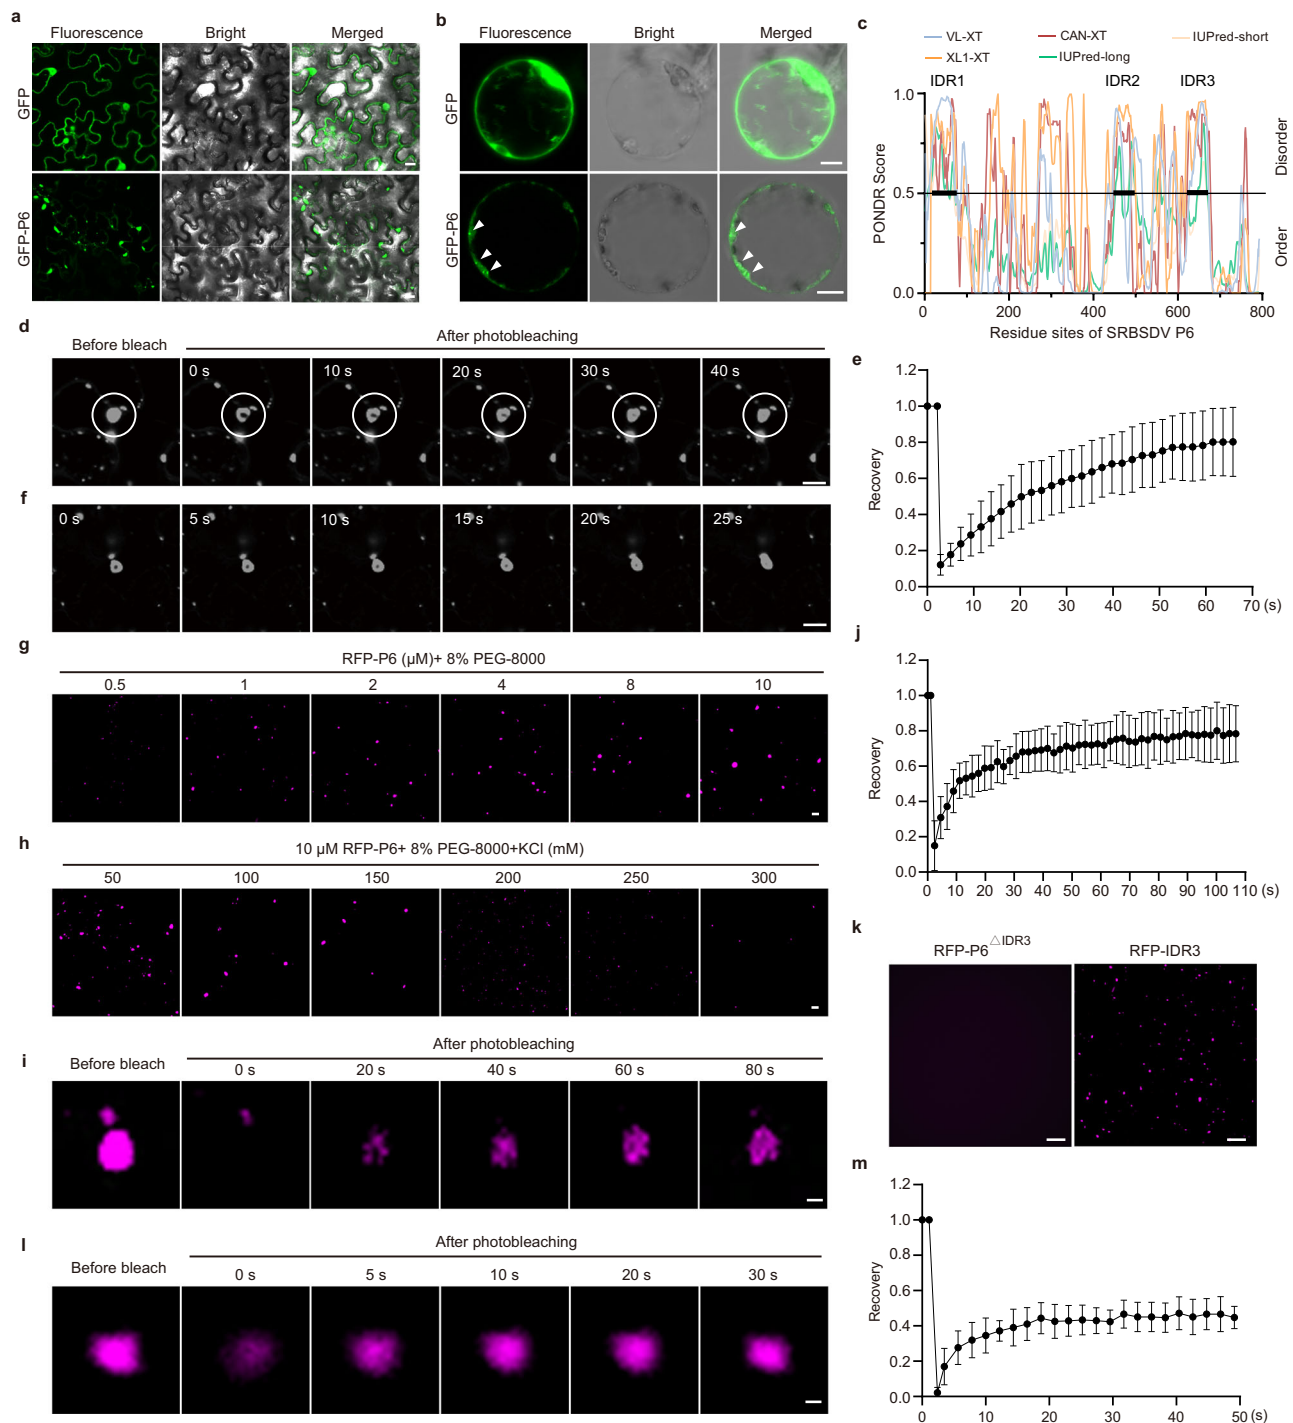 a
Fluorescence Bright Merged
GFP
GFP-P6
b
Fluorescence Bright Merged
GFP
GFP-P6
c
VL-XT CAN-XT IUPred-short
XL1-XT IUPred-long
IDR1 IDR2 IDR3
1.0
0.5
0.0
PONDR Score
Disorder
Order
0 200 400 600 800
Residue sites of SRBSDV P6
d
Before bleach After photobleaching
0 s 10 s 20 s 30 s 40 s
e
1.2
1.0
0.8
0.6
0.4
0.2
0.0
Recovery
0 10 20 30 40 50 60 70 (s)
f
0 s 5 s 10 s 15 s 20 s 25 s
g
RFP-P6 (μM)+ 8% PEG-8000
0.5 1 2 4 8 10
h
10 μM RFP-P6+ 8% PEG-8000+KCl (mM)
50 100 150 200 250 300
i
Before bleach After photobleaching
0 s 20 s 40 s 60 s 80 s
j
1.2
1.0
0.8
0.6
0.4
0.2
0.0
Recovery
0 10 20 30 40 50 60 70 80 90 100 110 (s)
k
RFP-P6△IDR3 RFP-IDR3
l
Before bleach After photobleaching
0 s 5 s 10 s 20 s 30 s
m
1.2
1.0
0.8
0.6
0.4
0.2
0.0
Recovery
0 10 20 30 40 50 (s)